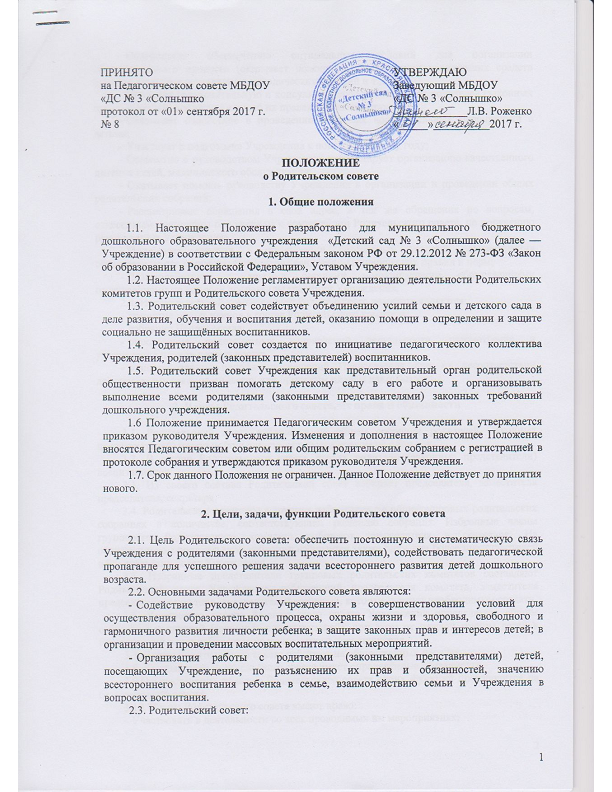 ПРИНЯТО
на Педагогическом совете МБДОУ
«ДС № 3 «Солнышко
протокол от «01» сентября 2017 г.
№ 8
УТВЕРЖДАЮ
Заведующий МБДОУ
«ДС № 3 «Солнышко»
Л.В. Роженко
сентября 2017 г.
«Детский сад
№ 3
«Солнышко»
ПОЛОЖЕНИЕ
о Родительском совете
1. Общие положения
1.1. Настоящее Положение разработано для муниципального бюджетного
дошкольного образовательного учреждения «Детский сад № 3 «Солнышко» (далее —
Учреждение) в соответствии с Федеральным законом РФ от 29.12.2012 № 273-ФЗ «Закон
об образовании в Российской Федерации», Уставом Учреждения.
1.2. Настоящее Положение регламентирует организацию деятельности Родительских
комитетов групп и Родительского совета Учреждения.
1.3. Родительский совет содействует объединению усилий семьи и детского сада в
деле развития, обучения и воспитания детей, оказанию помощи в определении и защите
социально не защищённых воспитанников.
1.4. Родительский совет создается по инициативе педагогического коллектива
Учреждения, родителей (законных представителей) воспитанников.
1.5. Родительский совет Учреждения как представительный орган родительской
общественности призван помогать детскому саду в его работе и организовывать
выполнение всеми родителями (законными представителями) законных требований
дошкольного учреждения.
1.6 Положение принимается Педагогическим советом Учреждения и утверждается
приказом руководителя Учреждения. Изменения и дополнения в настоящее Положение
вносятся Педагогическим советом или общим родительским собранием с регистрацией в
протоколе собрания и утверждаются приказом руководителя Учреждения.
1.7. Срок данного Положения не ограничен. Данное Положение действует до принятия
нового.
2. Цели, задачи, функции Родительского совета
2.1. Цель Родительского совета: обеспечить постоянную и систематическую связь
Учреждения с родителями (законными представителями), содействовать педагогической
пропаганде для успешного решения задачи всестороннего развития детей дошкольного
возраста.
2.2. Основными задачами Родительского совета являются:
- Содействие руководству Учреждения: в совершенствовании условий для
осуществления образовательного процесса, охраны жизни и здоровья, свободного и
гармоничного развития личности ребенка; в защите законных прав и интересов детей; в
организации и проведении массовых воспитательных мероприятий.
- Организация работы с родителями (законными представителями) детей,
посещающих Учреждение, по разъяснению их прав и обязанностей, значению
всестороннего воспитания ребенка в семье, взаимодействию семьи и Учреждения в
вопросах воспитания.
2.3. Родительский совет:
1